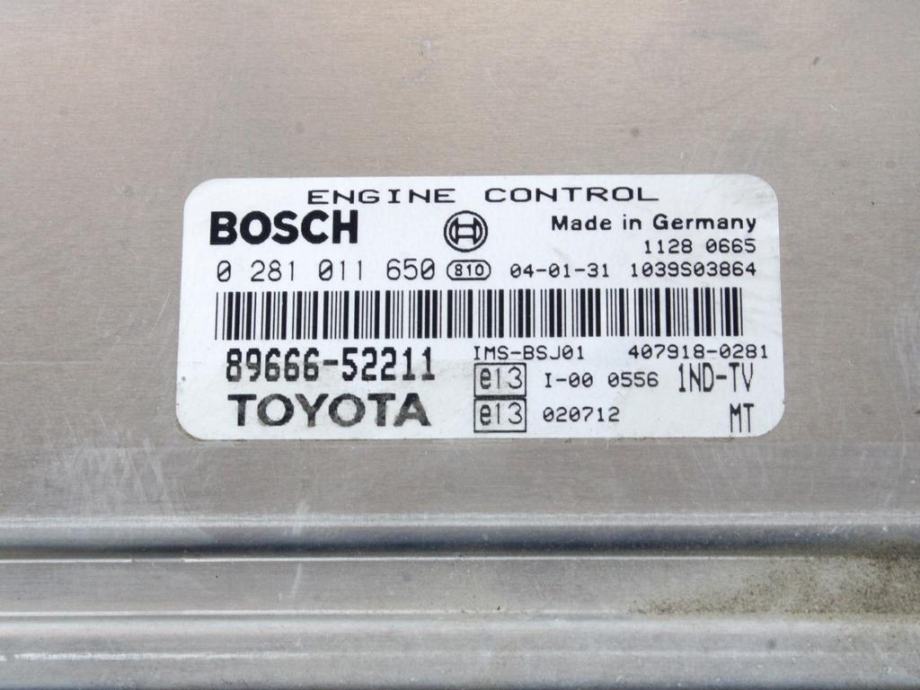 ENGINE CONTROL
BOSCH Made in Germany
1128 0665
0 281 011 650 810 04-01-31 1039S03864
IMS-BSJ01 407918-0281
89666-52211
e13 I-00 0556 1ND-TV
TOYOTA e13 020712 MT